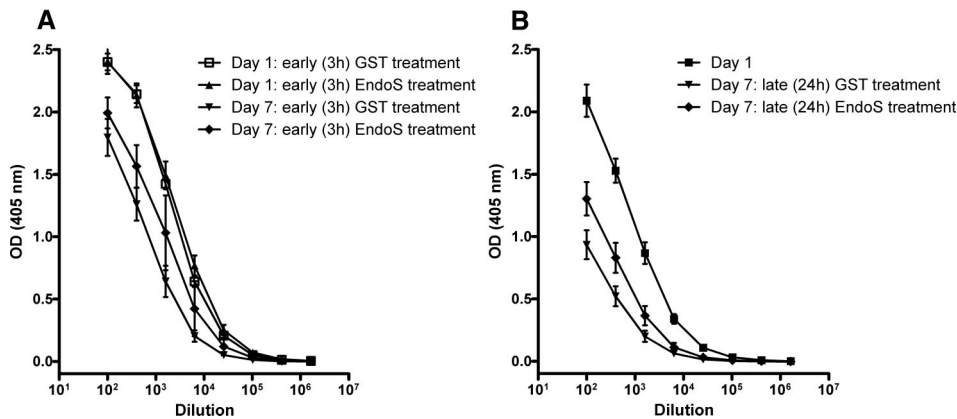 A
2.5
2.0
1.5
1.0
0.5
0.0
OD (405 nm)
10¹ 10² 10³ 10⁴ 10⁵ 10⁶ 10⁷
Dilution
Day 1: early (3h) GST treatment
Day 1: early (3h) EndoS treatment
Day 7: early (3h) GST treatment
Day 7: early (3h) EndoS treatment
B
2.5
2.0
1.5
1.0
0.5
0.0
OD (405 nm)
10¹ 10² 10³ 10⁴ 10⁵ 10⁶ 10⁷
Dilution
Day 1
Day 7: late (24h) GST treatment
Day 7: late (24h) EndoS treatment